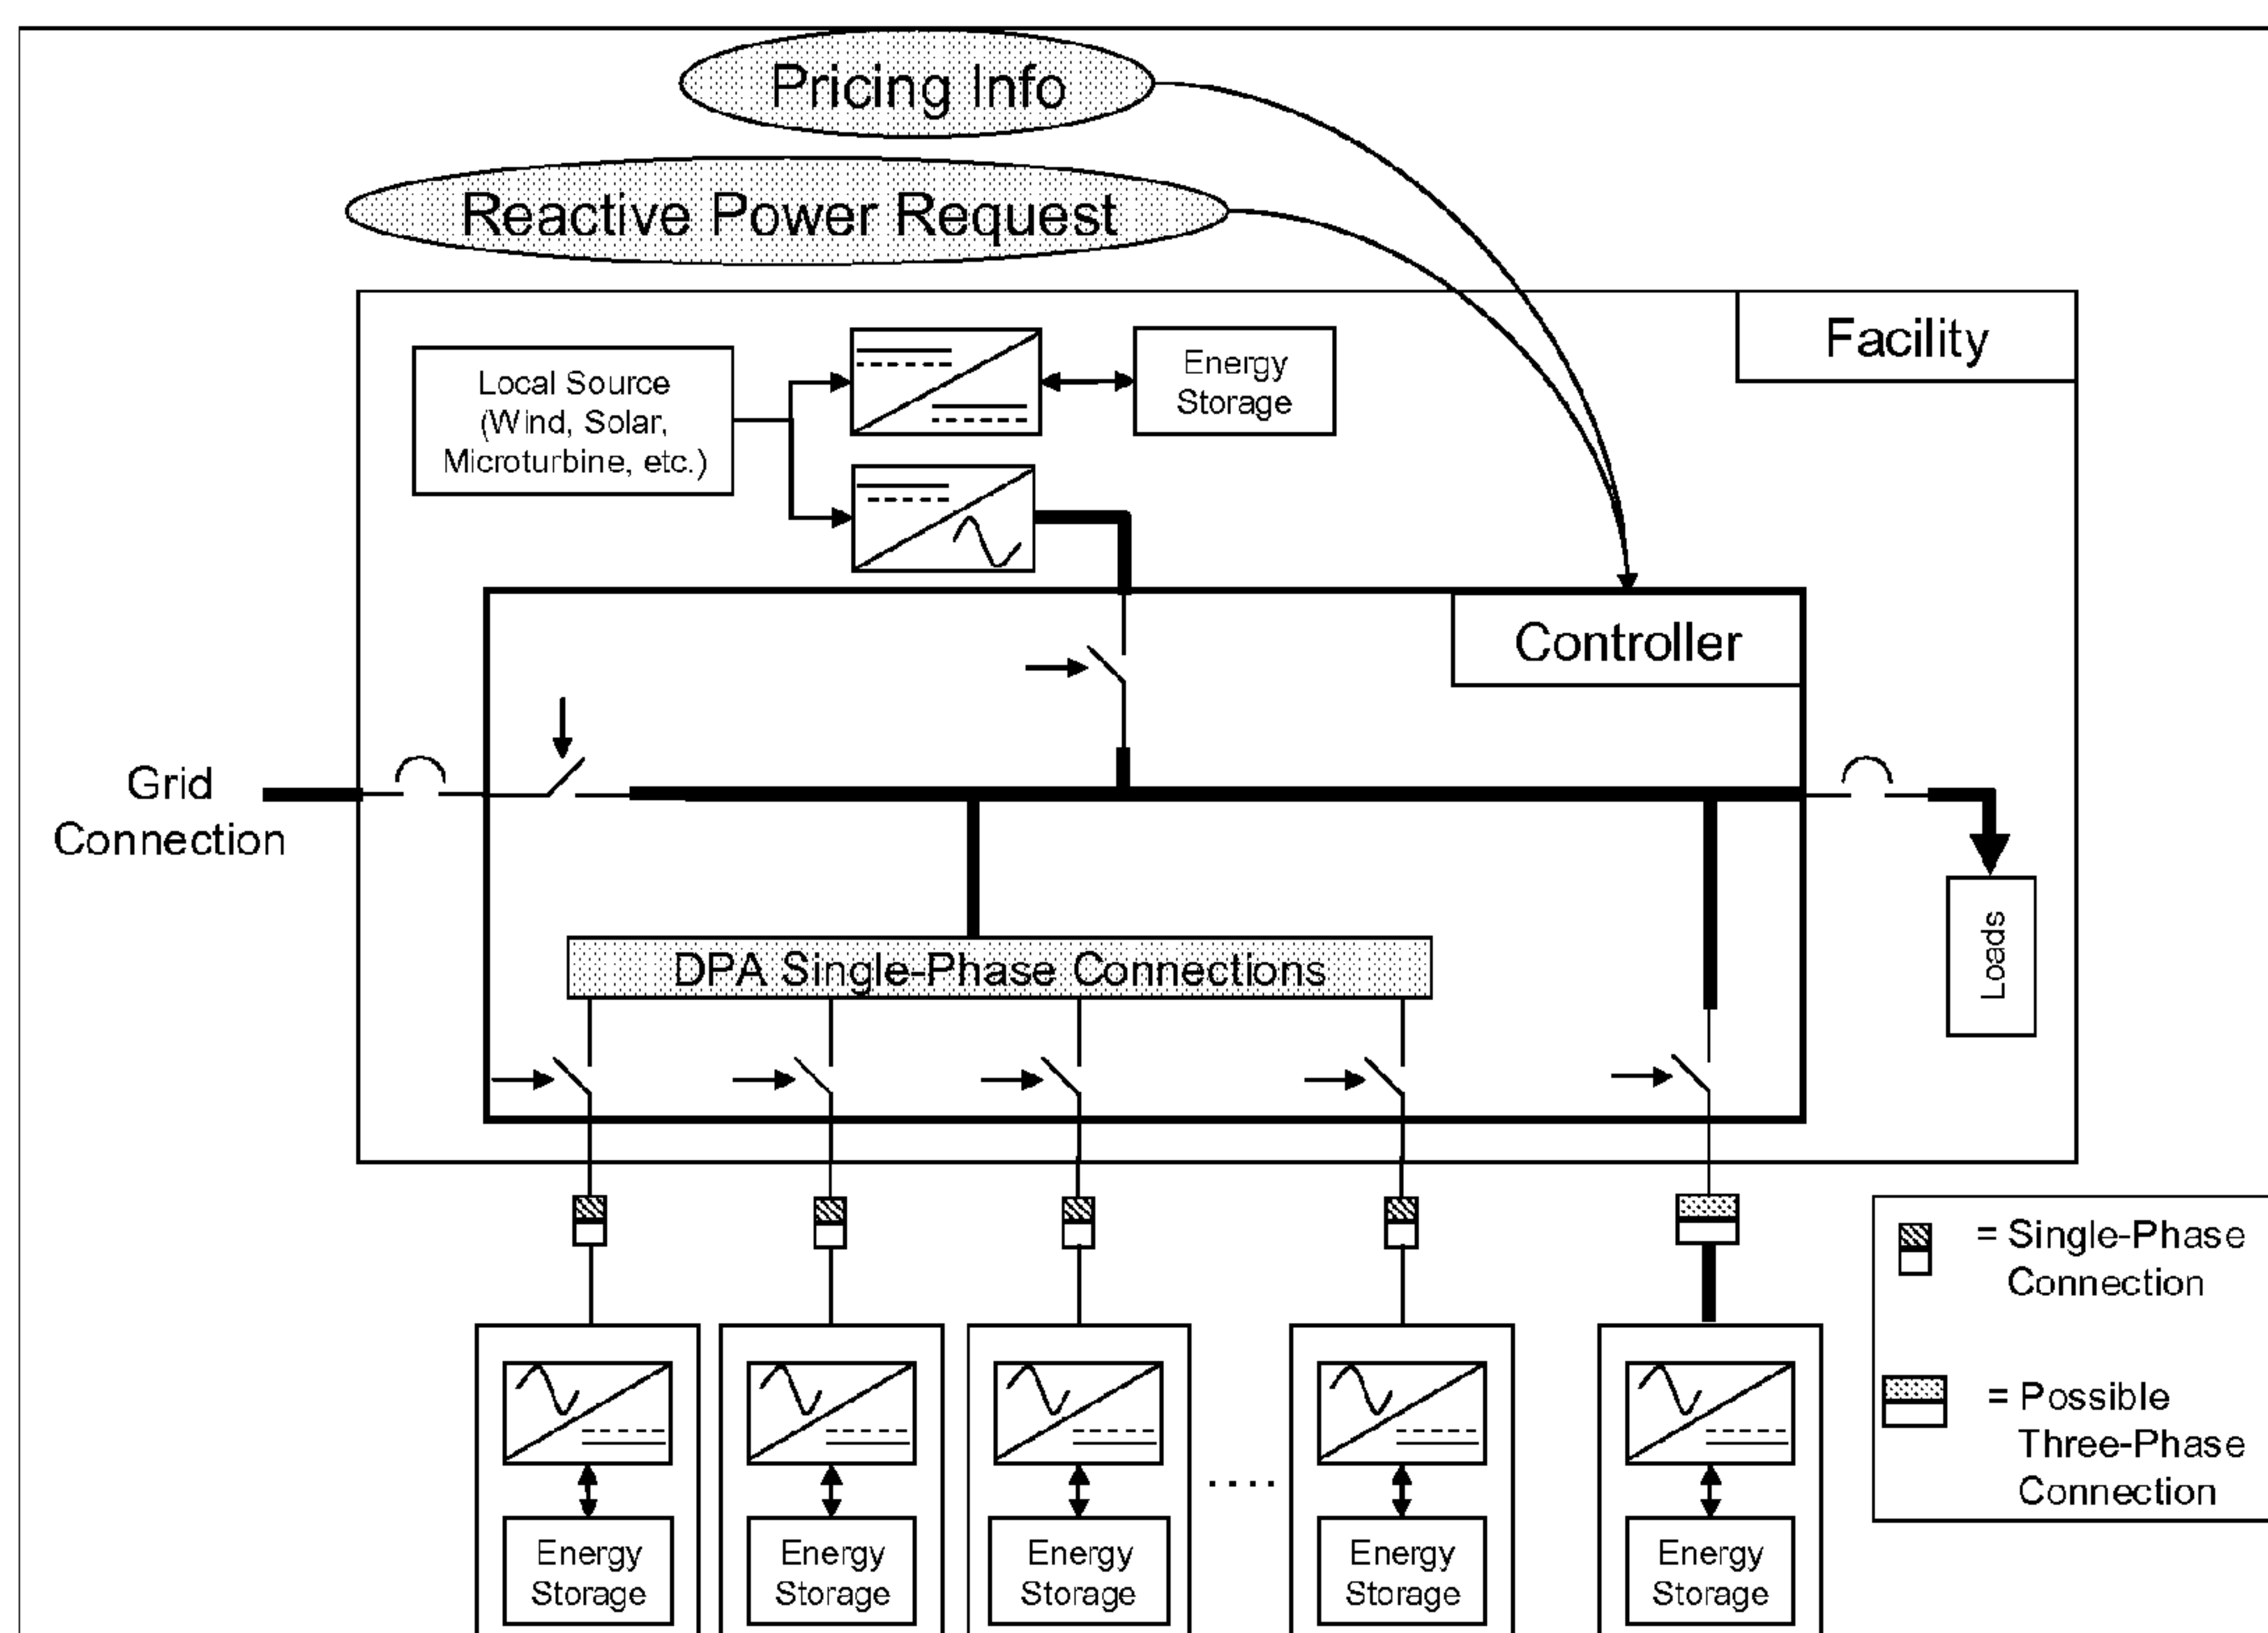 Pricing Info
Reactive Power Request
Facility
Local Source
(Wind, Solar,
Microturbine, etc.)
Energy
Storage
Controller
Grid
Connection
Loads
DPA Single-Phase Connections
= Single-Phase
Connection
= Possible
Three-Phase
Connection
....
Energy
Storage
Energy
Storage
Energy
Storage
Energy
Storage
Energy
Storage